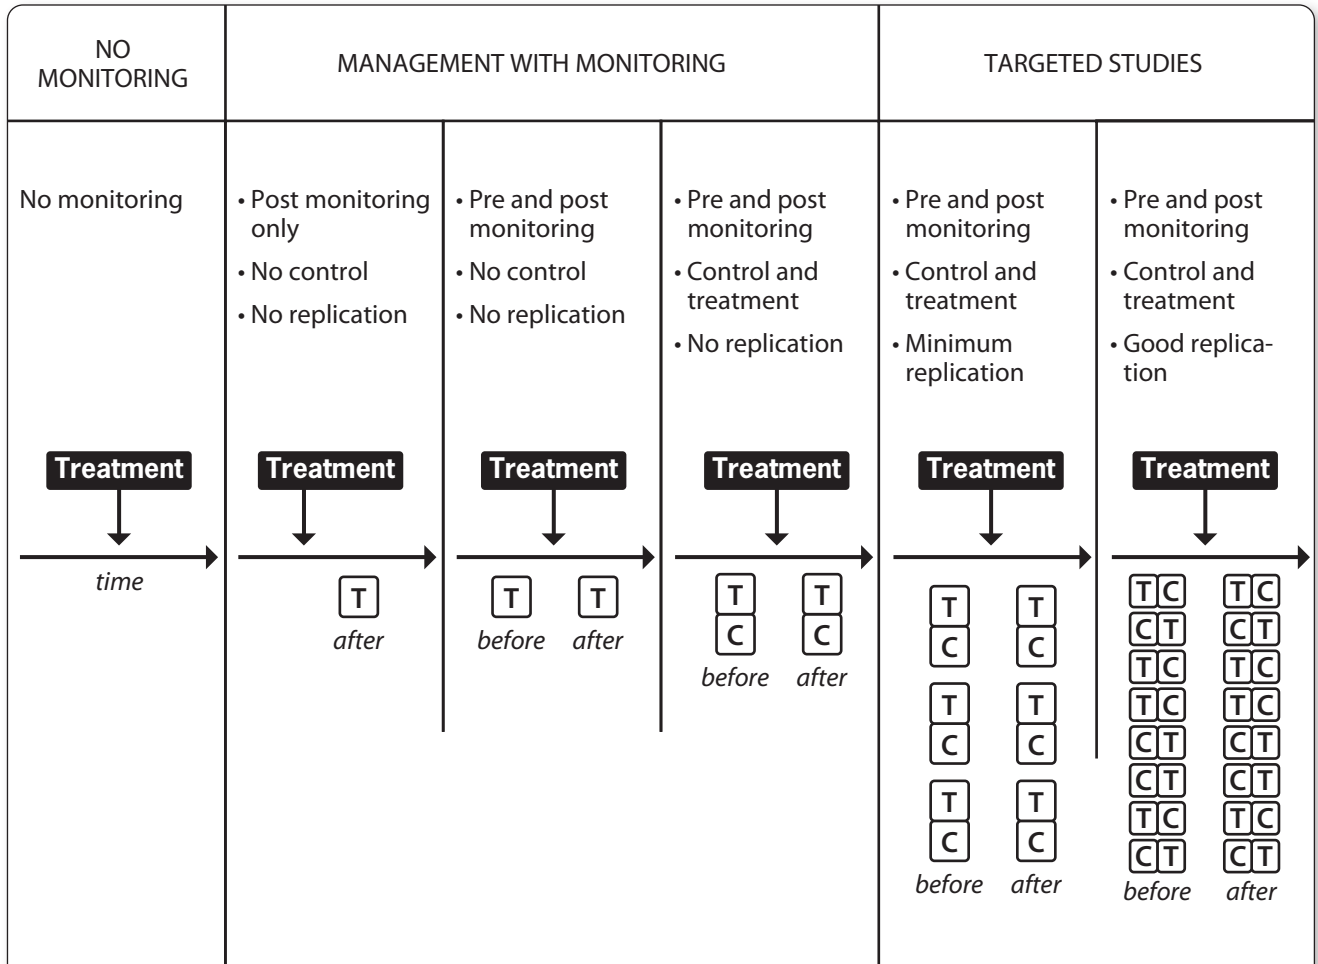 NO
MONITORING
MANAGEMENT WITH MONITORING
TARGETED STUDIES
No monitoring
Treatment
time
• Post monitoring
only
• No control
• No replication
Treatment
T
after
• Pre and post
monitoring
• No control
• No replication
Treatment
T T
before after
• Pre and post
monitoring
• Control and
treatment
• No replication
Treatment
T T
C C
before after
• Pre and post
monitoring
• Control and
treatment
• Minimum
replication
Treatment
T T
C C
T T
C C
T T
C C
before after
• Pre and post
monitoring
• Control and
treatment
• Good replica-
tion
Treatment
T C T C
C T C T
T C T C
T C T C
C T C T
C T C T
T C T C
C T C T
before after